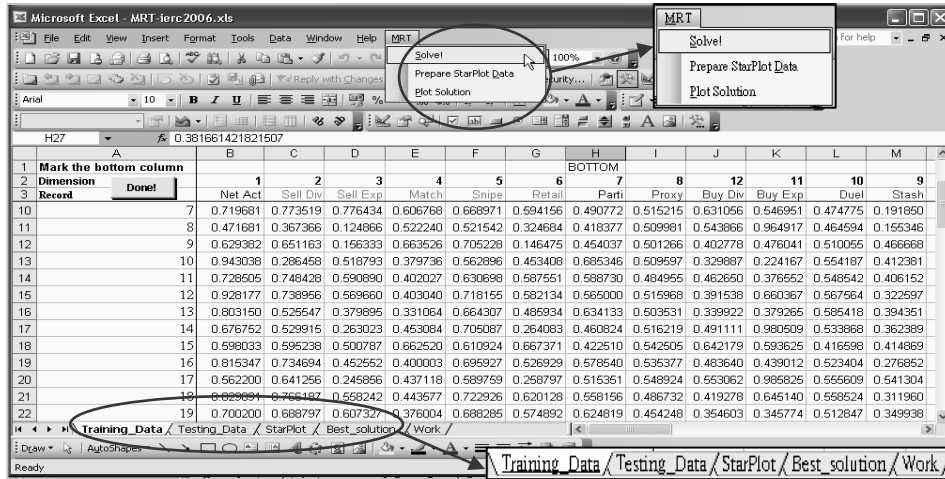 Microsoft Excel - MRT-ierc2006.xls
File Edit View Insert Format Tools Data Window Help MRT for help
Solve!
Prepare StarPlot Data
Plot Solution
MRT
Solve!
Prepare StarPlot Data
Plot Solution
100%
Reply with Changes
Arial 10 B I U
H27 fx 0.381661421821507
A B C D E F G H I J K L M
1 Mark the bottom column BOTTOM
2 Dimension 1 2 3 4 5 6 7 8 12 11 10 9
Done!
3 Record Net Act Sell Div Sell Exp Match Snipe Retail Parti Proxy Buy Div Buy Exp Duel Stash
10 7 0.719681 0.773519 0.776434 0.606768 0.668971 0.594156 0.490772 0.515215 0.631056 0.546951 0.474775 0.191850
11 8 0.471681 0.367366 0.124866 0.522240 0.521542 0.324684 0.418377 0.509981 0.543866 0.964917 0.464594 0.155346
12 9 0.629382 0.651163 0.156333 0.663526 0.705228 0.146475 0.454037 0.501266 0.402778 0.476041 0.510055 0.466668
13 10 0.943038 0.286458 0.518793 0.379736 0.562896 0.453408 0.685346 0.509597 0.329887 0.224167 0.554187 0.412381
14 11 0.728505 0.748428 0.590890 0.402027 0.630698 0.587551 0.588730 0.484955 0.462650 0.376552 0.548542 0.406152
15 12 0.928177 0.738956 0.569660 0.403040 0.718155 0.582134 0.565000 0.515968 0.391538 0.660367 0.567564 0.322597
16 13 0.803150 0.525547 0.379895 0.331064 0.664307 0.485934 0.634133 0.503531 0.339922 0.379265 0.585418 0.394351
17 14 0.676752 0.529915 0.263023 0.453084 0.705087 0.264083 0.460824 0.516219 0.491111 0.980509 0.533868 0.362389
18 15 0.598033 0.595238 0.500787 0.662520 0.610924 0.667371 0.422510 0.542505 0.642179 0.593625 0.416598 0.414869
19 16 0.815347 0.734694 0.452552 0.400003 0.695927 0.526929 0.578540 0.535377 0.483640 0.439012 0.523404 0.276852
20 17 0.562200 0.641256 0.245856 0.437118 0.589759 0.258797 0.515351 0.548924 0.553062 0.985825 0.555609 0.541304
21 18 0.766187 0.558242 0.443577 0.722926 0.620128 0.558156 0.486732 0.419278 0.645140 0.558524 0.311960
22 19 0.700200 0.688797 0.607327 0.376004 0.688285 0.574892 0.624819 0.454248 0.354603 0.345774 0.512847 0.349938
Training_Data / Testing_Data / StarPlot / Best_solution / Work /
Draw AutoShapes
Ready
Training_Data / Testing_Data / StarPlot / Best_solution / Work /